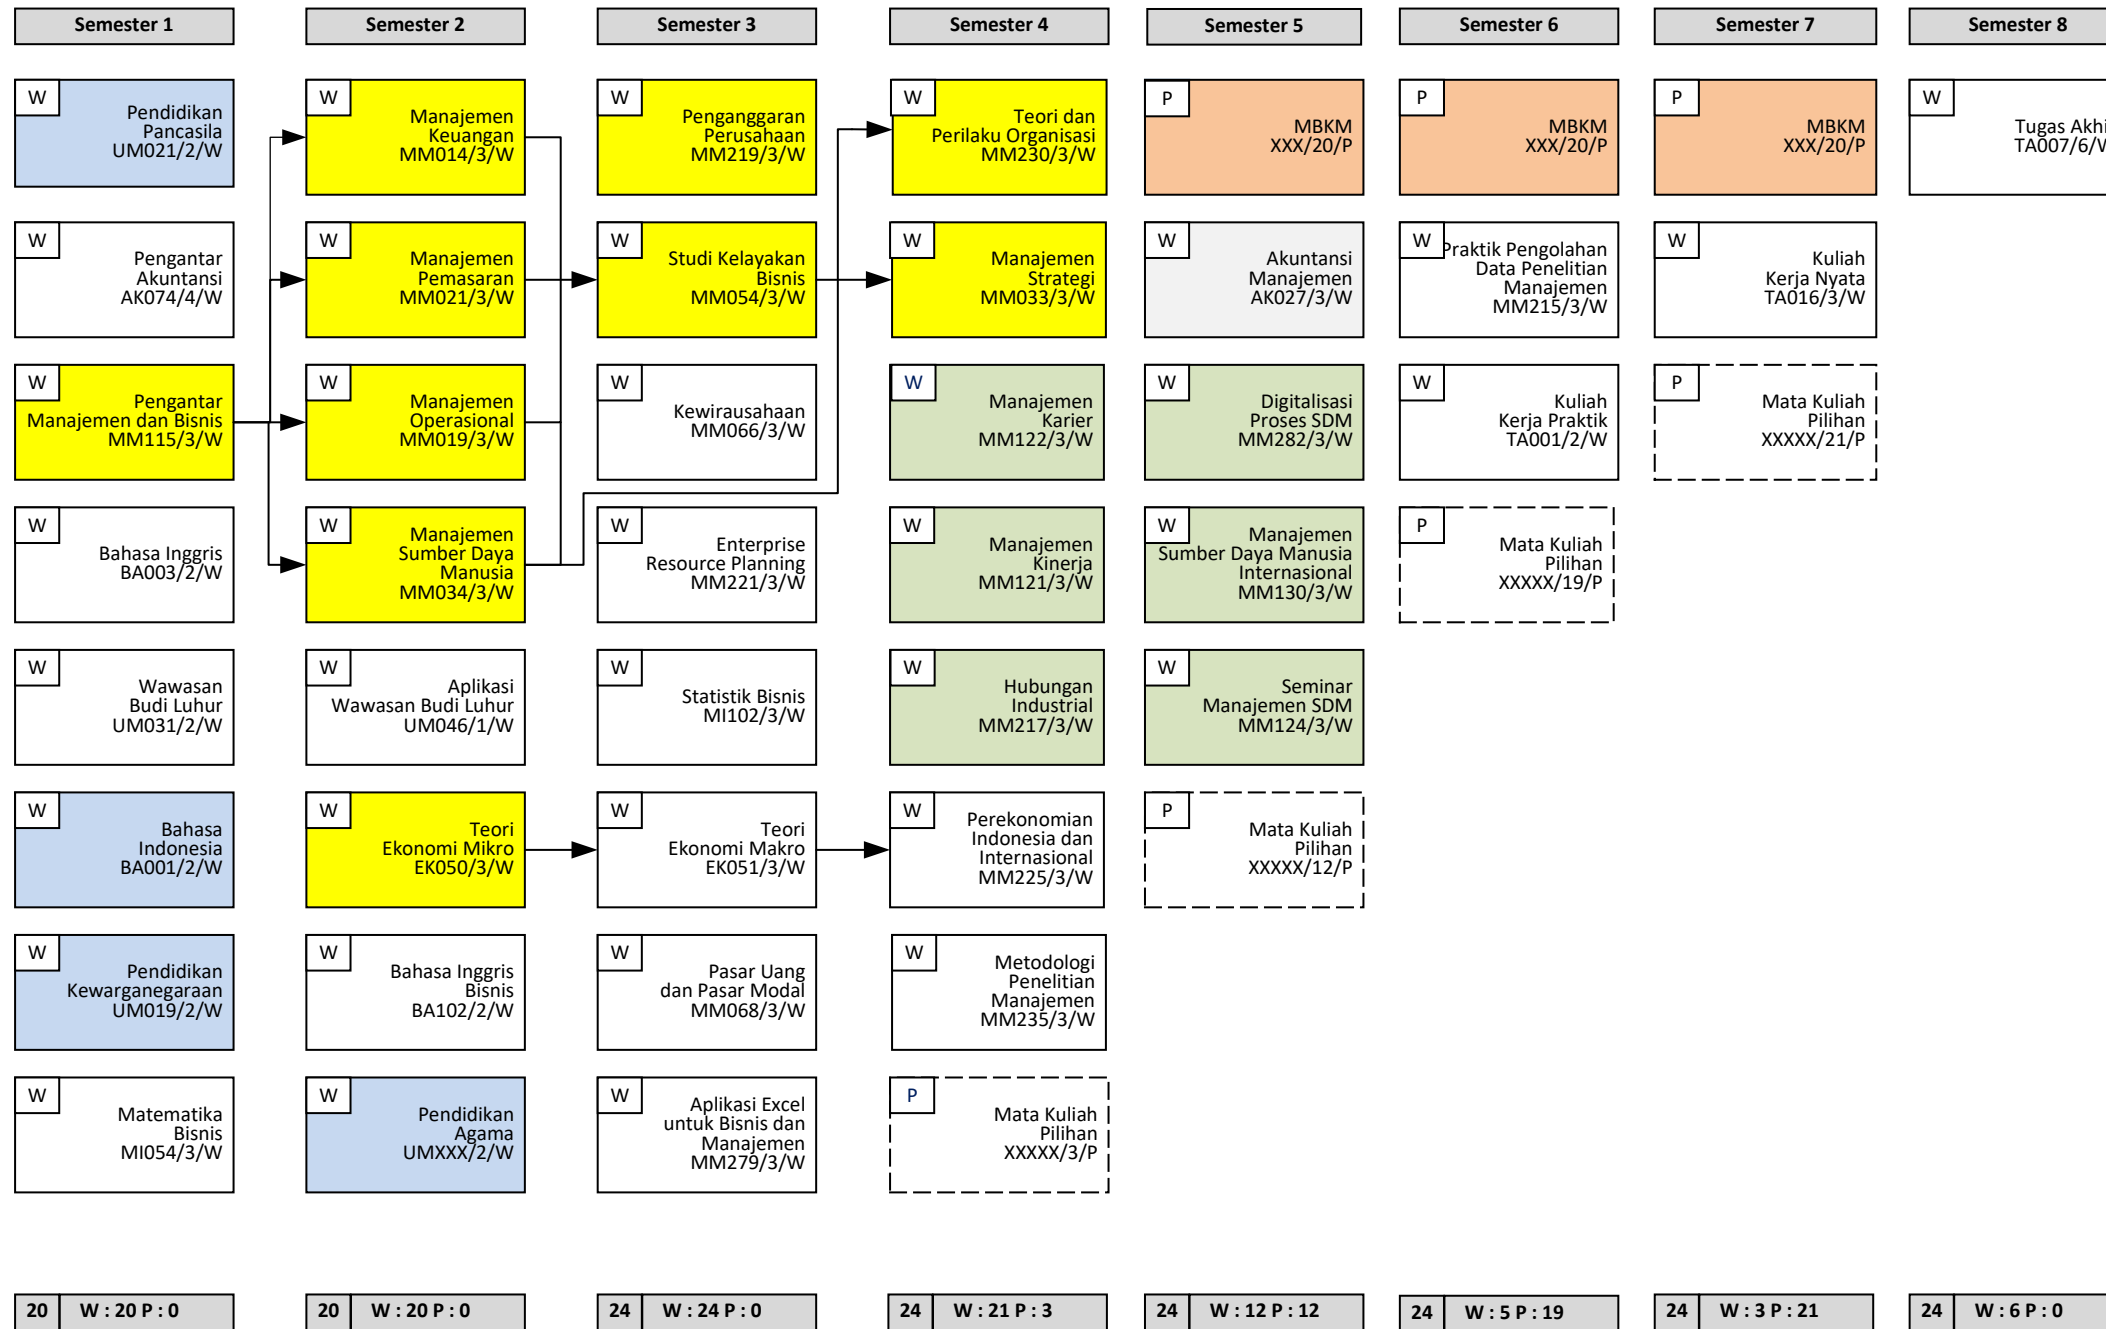 Semester 1
Semester 2
Semester 3
Semester 4
Semester 5
Semester 6
Semester 7
Semester 8
W
Pendidikan
Pancasila
UM021/2/W
W
Pengantar
Akuntansi
AK074/4/W
W
Pengantar
Manajemen dan Bisnis
MM115/3/W
W
Bahasa Inggris
BA003/2/W
W
Wawasan
Budi Luhur
UM031/2/W
W
Bahasa
Indonesia
BA001/2/W
W
Pendidikan
Kewarganegaraan
UM019/2/W
W
Matematika
Bisnis
MI054/3/W
W
Manajemen
Keuangan
MM014/3/W
W
Manajemen
Pemasaran
MM021/3/W
W
Manajemen
Operasional
MM019/3/W
W
Manajemen
Sumber Daya
Manusia
MM034/3/W
W
Aplikasi
Wawasan Budi Luhur
UM046/1/W
W
Teori
Ekonomi Mikro
EK050/3/W
W
Bahasa Inggris
Bisnis
BA102/2/W
W
Pendidikan
Agama
UMXXX/2/W
W
Penganggaran
Perusahaan
MM219/3/W
W
Studi Kelayakan
Bisnis
MM054/3/W
W
Kewirausahaan
MM066/3/W
W
Enterprise
Resource Planning
MM221/3/W
W
Statistik Bisnis
MI102/3/W
W
Teori
Ekonomi Makro
EK051/3/W
W
Pasar Uang
dan Pasar Modal
MM068/3/W
W
Aplikasi Excel
untuk Bisnis dan
Manajemen
MM279/3/W
W
Teori dan
Perilaku Organisasi
MM230/3/W
W
Manajemen
Strategi
MM033/3/W
W
Manajemen
Karier
MM122/3/W
W
Manajemen
Kinerja
MM121/3/W
W
Hubungan
Industrial
MM217/3/W
W
Perekonomian
Indonesia dan
Internasional
MM225/3/W
W
Metodologi
Penelitian
Manajemen
MM235/3/W
P
Mata Kuliah
Pilihan
XXXXX/3/P
P
MBKM
XXX/20/P
W
Akuntansi
Manajemen
AK027/3/W
W
Digitalisasi
Proses SDM
MM282/3/W
W
Manajemen
Sumber Daya Manusia
Internasional
MM130/3/W
W
Seminar
Manajemen SDM
MM124/3/W
P
Mata Kuliah
Pilihan
XXXXX/12/P
P
MBKM
XXX/20/P
W
Praktik Pengolahan
Data Penelitian
Manajemen
MM215/3/W
W
Kuliah
Kerja Praktik
TA001/2/W
P
Mata Kuliah
Pilihan
XXXXX/19/P
P
MBKM
XXX/20/P
W
Kuliah
Kerja Nyata
TA016/3/W
P
Mata Kuliah
Pilihan
XXXXX/21/P
W
Tugas Akhi
TA007/6/W
20 W : 20 P : 0
20 W : 20 P : 0
24 W : 24 P : 0
24 W : 21 P : 3
24 W : 12 P : 12
24 W : 5 P : 19
24 W : 3 P : 21
24 W : 6 P : 0